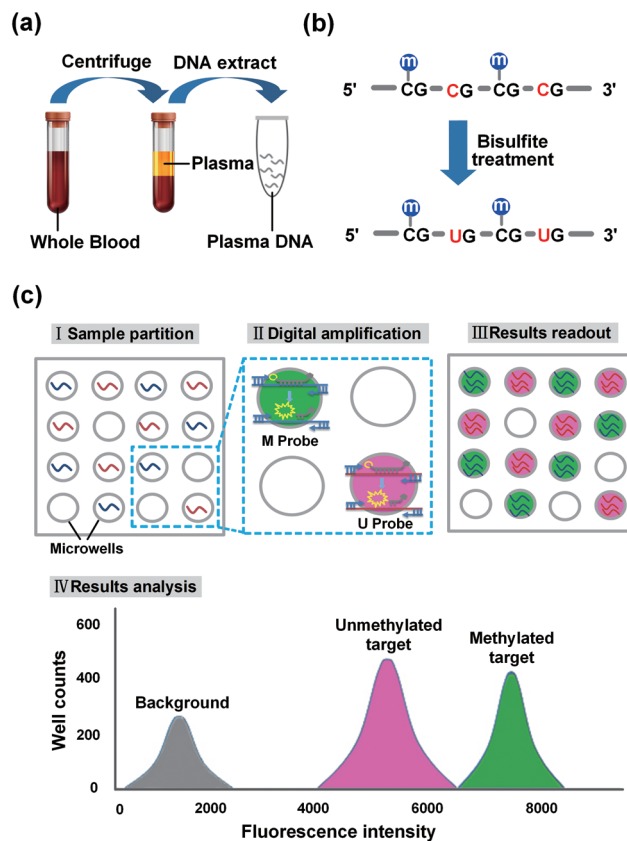 (a)
Centrifuge
DNA extract
Plasma
Whole Blood
Plasma DNA
(b)
m m
5' CG CG CG CG 3'
Bisulfite
treatment
m m
5' CG UG CG UG 3'
(c)
Ⅰ Sample partition
Microwells
Ⅱ Digital amplification
M Probe
U Probe
Ⅲ Results readout
Ⅳ Results analysis
Well counts
600
400
200
0
Background
Unmethylated
target
Methylated
target
0 2000 4000 6000 8000
Fluorescence intensity